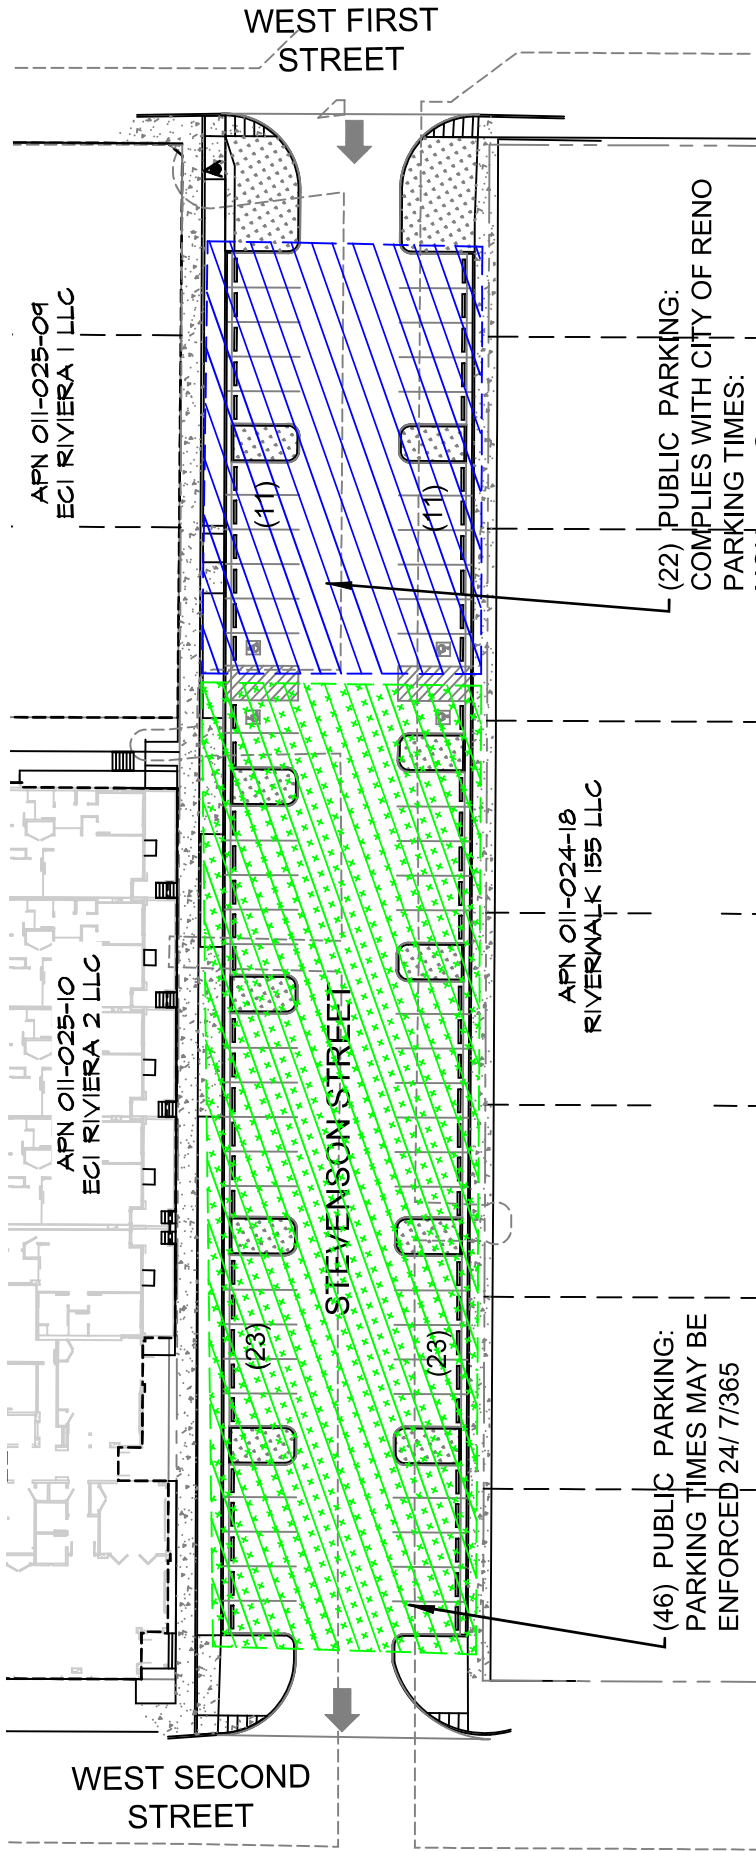 WEST FIRST
STREET
APN 011-025-09
ECI RIVIERA 1 LLC
(22) PUBLIC PARKING:
COMPLIES WITH CITY OF RENO
PARKING TIMES:
(11)
(11)
APN 011-024-18
RIVERWALK 155 LLC
APN 011-025-10
ECI RIVIERA 2 LLC
STEVENSON STREET
(23)
(23)
(46) PUBLIC PARKING:
PARKING TIMES MAY BE
ENFORCED 24/ 7/365
WEST SECOND
STREET